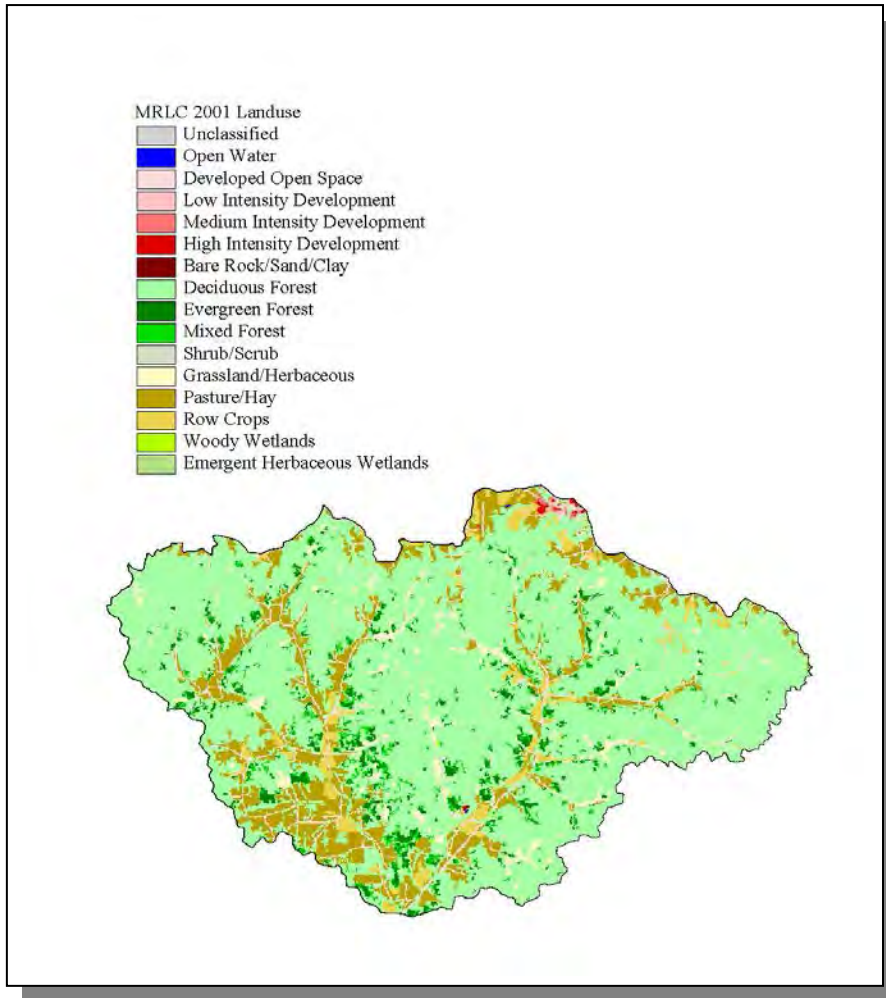 MRLC 2001 Landuse
Unclassified
Open Water
Developed Open Space
Low Intensity Development
Medium Intensity Development
High Intensity Development
Bare Rock/Sand/Clay
Deciduous Forest
Evergreen Forest
Mixed Forest
Shrub/Scrub
Grassland/Herbaceous
Pasture/Hay
Row Crops
Woody Wetlands
Emergent Herbaceous Wetlands